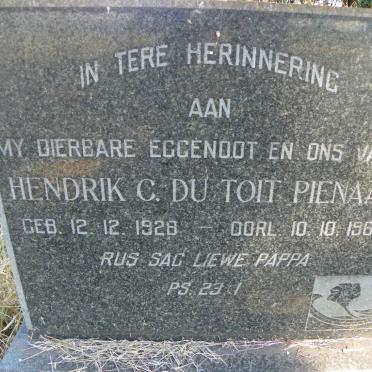 IN TERE HERINNERING
AAN
MY DIERBARE EGGENOOT EN ONS VA
HENDRIK C. DU TOIT PIENAA
GEB. 12. 12. 1928 – OORL. 10. 10. 196
RUS SAG LIEWE PAPPA
PS. 23.1